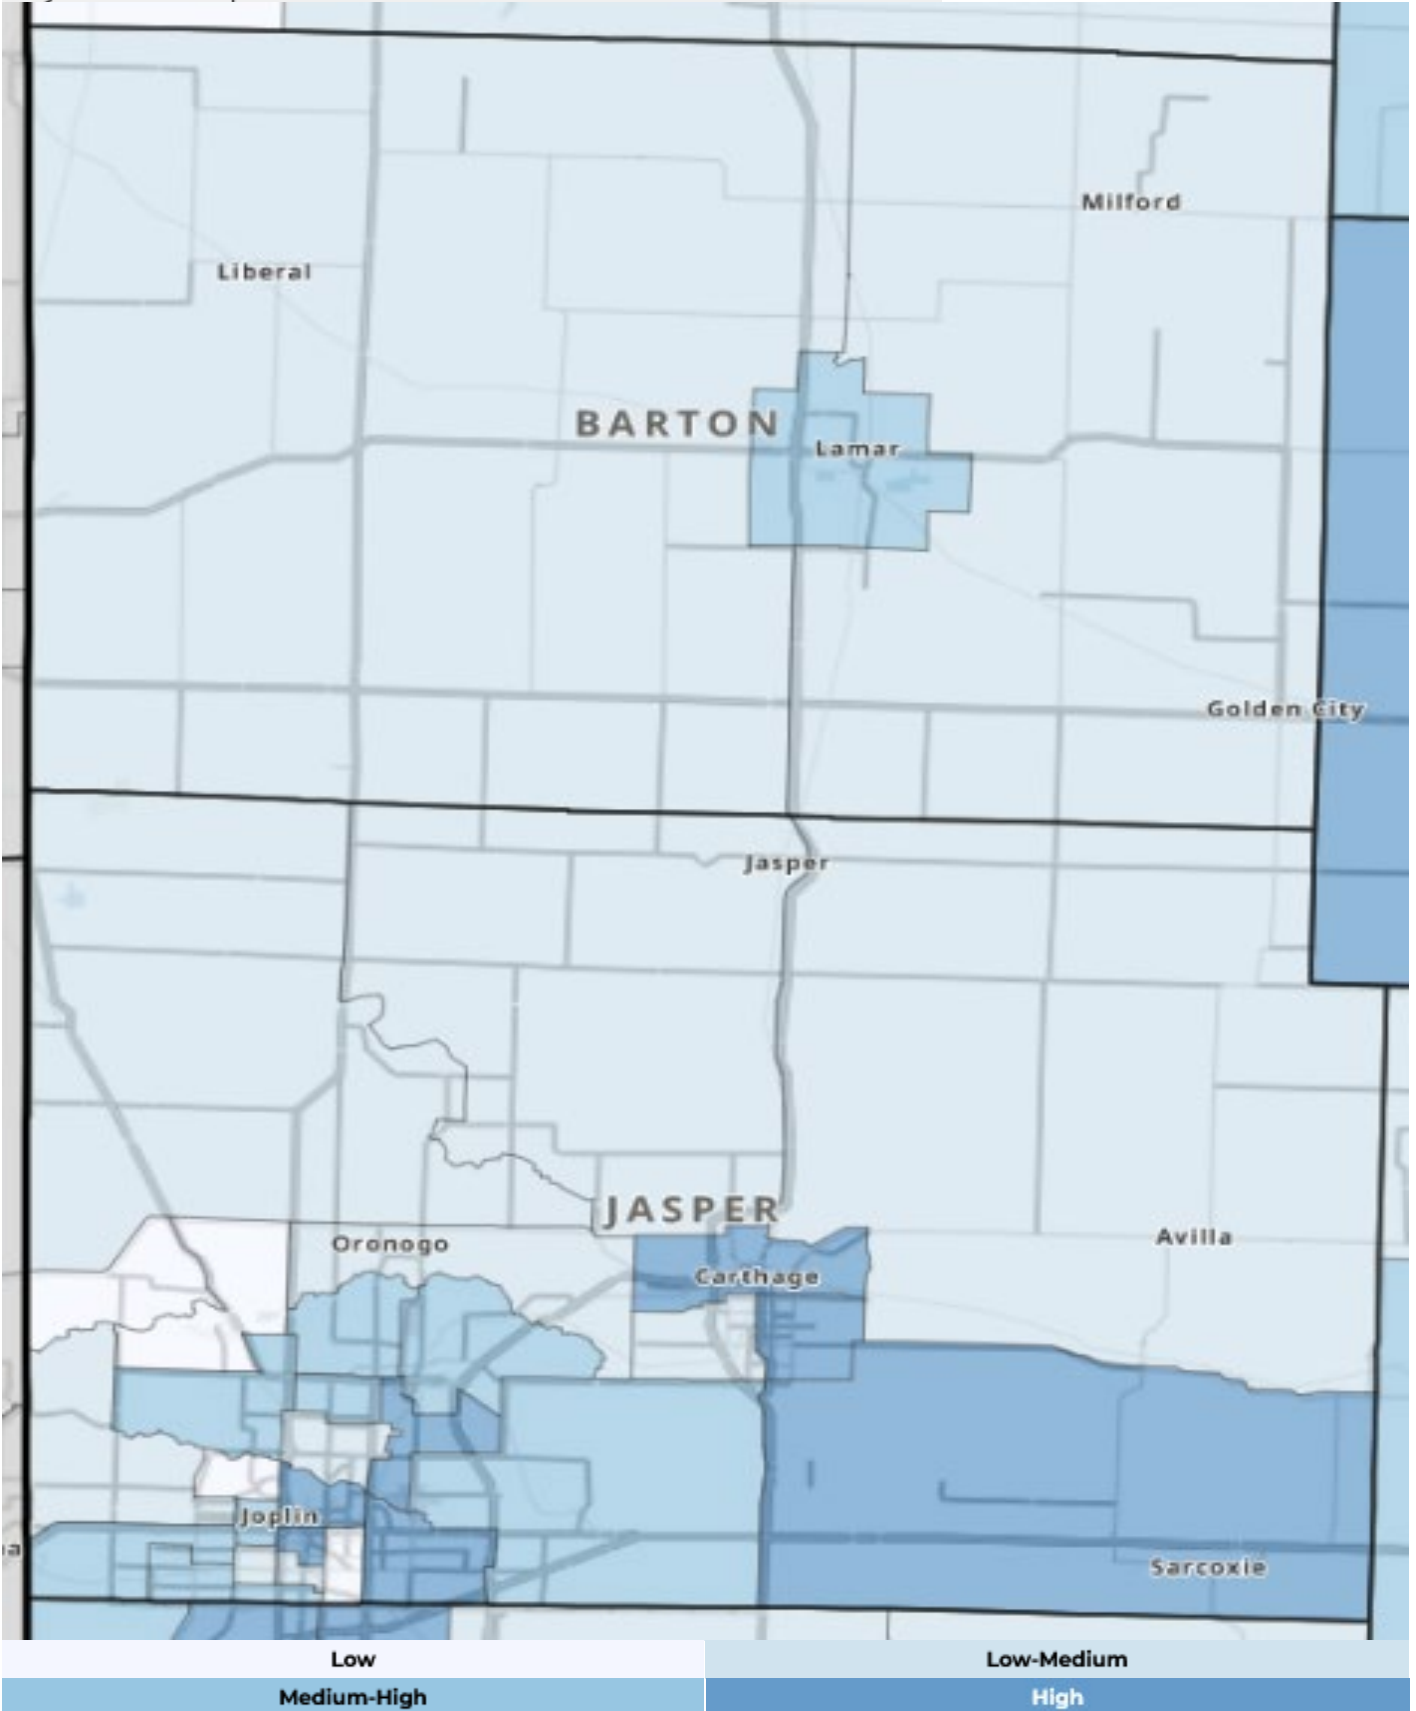 Milford
Liberal
BARTON
Lamar
Golden City
Jasper
JASPER
Oronogo
Avilla
Carthage
Joplin
Sarcoxie
Low
Low-Medium
Medium-High
High